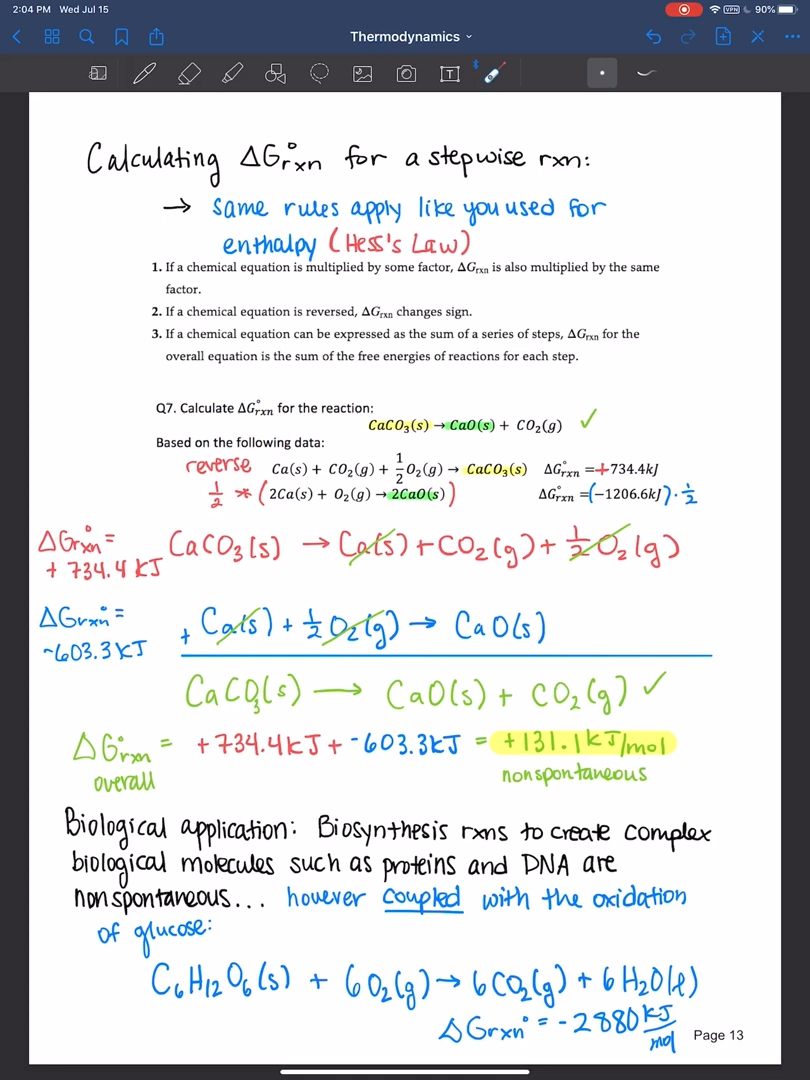 2:04 PM Wed Jul 15
VPN 90%
Thermodynamics
T
Calculating ΔG°rxn for a stepwise rxn:
→ Same rules apply like you used for
enthalpy (Hess's Law)
1. If a chemical equation is multiplied by some factor, ΔGrxn is also multiplied by the same
factor.
2. If a chemical equation is reversed, ΔGrxn changes sign.
3. If a chemical equation can be expressed as the sum of a series of steps, ΔGrxn for the
overall equation is the sum of the free energies of reactions for each step.
Q7. Calculate ΔG°rxn for the reaction:
CaCO₃(s) → CaO(s) + CO₂(g) ✓
Based on the following data:
reverse Ca(s) + CO₂(g) + 1/2 O₂(g) → CaCO₃(s) ΔG°rxn = +734.4kJ
1/2 * (2Ca(s) + O₂(g) → 2CaO(s)) ΔG°rxn = (−1206.6kJ) · 1/2
ΔG°rxn =
+ 734.4 kJ
CaCO₃(s) → Ca(s) + CO₂(g) + 1/2 O₂(g)
ΔG°rxn =
-603.3 kJ
+ Ca(s) + 1/2 O₂(g) → CaO(s)
CaCO₃(s) → CaO(s) + CO₂(g) ✓
ΔG°rxn = +734.4kJ + -603.3kJ = +131.1 kJ/mol
overall nonspontaneous
Biological application: Biosynthesis rxns to create complex
biological molecules such as proteins and DNA are
nonspontaneous... however coupled with the oxidation
of glucose:
C₆H₁₂O₆(s) + 6O₂(g) → 6CO₂(g) + 6H₂O(l)
ΔG°rxn = -2880 kJ/mol
Page 13